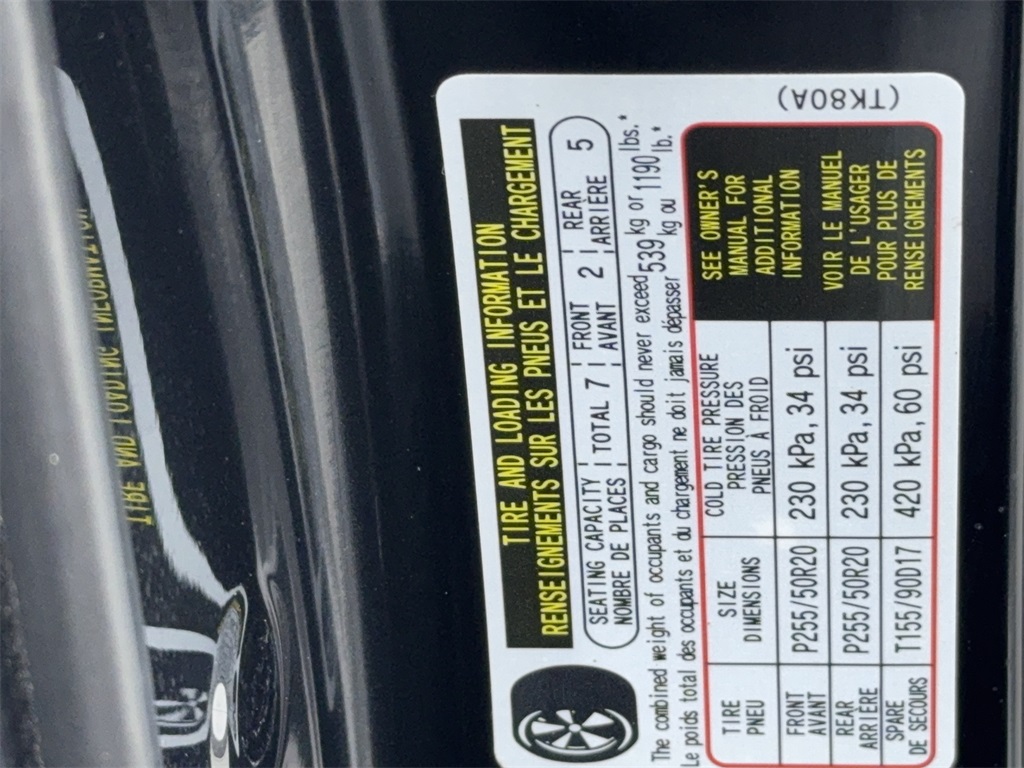 TIRE AND LOADING INFORMATION
RENSEIGNEMENTS SUR LES PNEUS ET LE CHARGEMENT
SEATING CAPACITY TOTAL 7 FRONT 2 REAR 5
NOMBRE DE PLACES AVANT ARRIÈRE
The combined weight of occupants and cargo should never exceed 539 kg or 1190 lbs.*
Le poids total des occupants et du chargement ne doit jamais dépasser kg ou lb.*
TIRE SIZE COLD TIRE PRESSURE
PNEU DIMENSIONS PRESSION DES
PNEUS À FROID
FRONT P255/50R20 230 kPa, 34 psi
AVANT
REAR P255/50R20 230 kPa, 34 psi
ARRIERE
SPARE T155/90D17 420 kPa, 60 psi
DE SECOURS
SEE OWNER'S
MANUAL FOR
ADDITIONAL
INFORMATION
VOIR LE MANUEL
DE L'USAGER
POUR PLUS DE
RENSEIGNEMENTS
(TK80A)